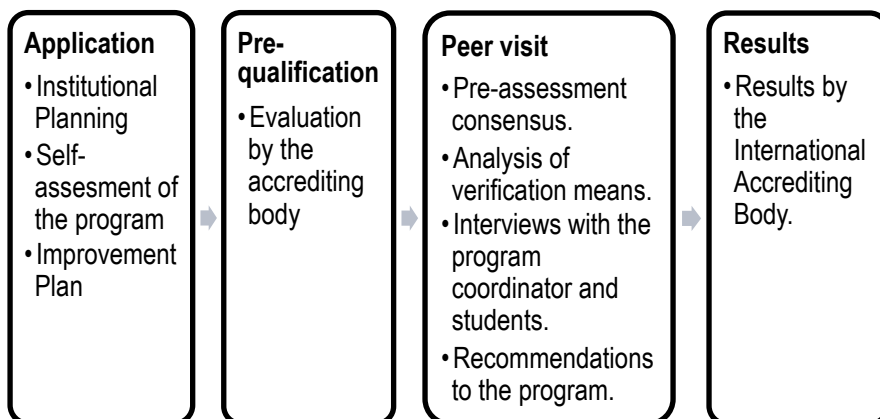 Application
•Institutional
Planning
•Self-
assesment of
the program
•Improvement
Plan
Pre-
qualification
•Evaluation
by the
accrediting
body
Peer visit
•Pre-assessment
consensus.
•Analysis of
verification means.
•Interviews with the
program
coordinator and
students.
•Recommendations
to the program.
Results
•Results by
the
International
Accrediting
Body.